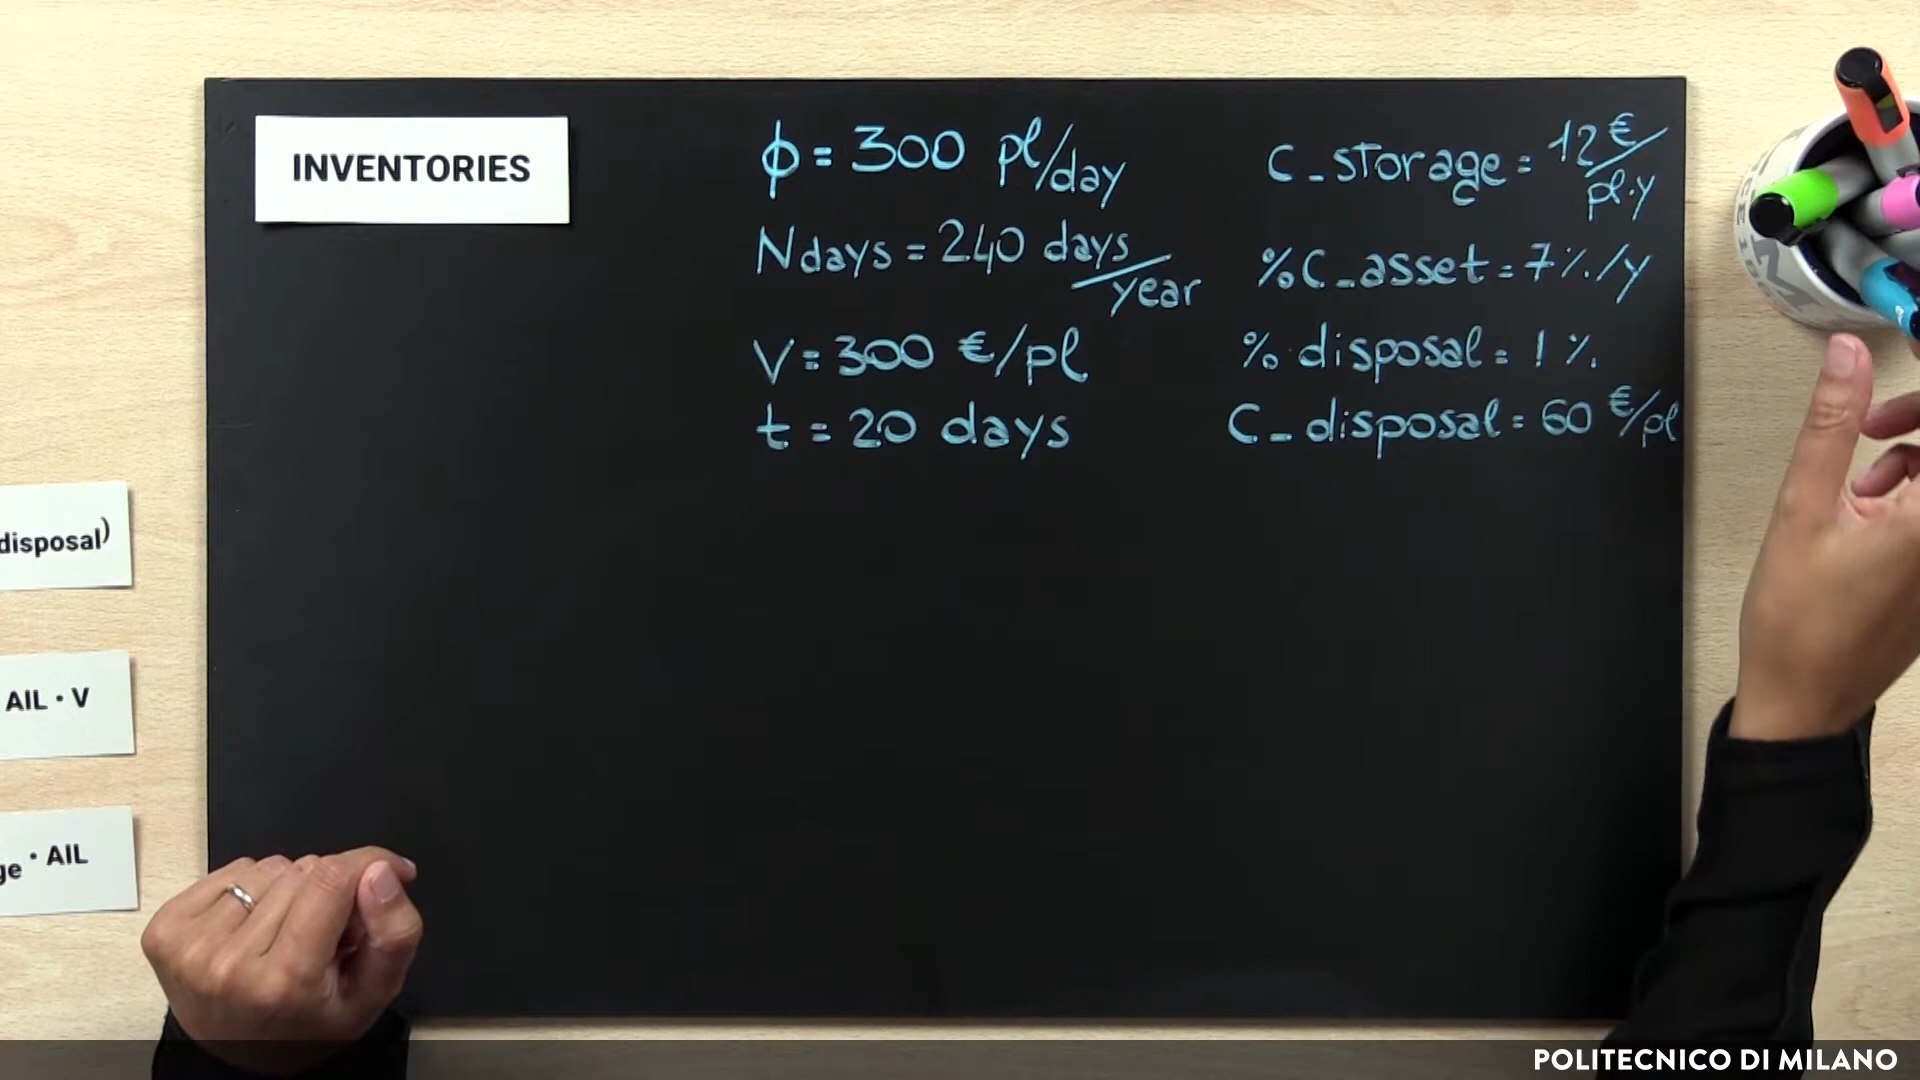 INVENTORIES
ϕ = 300 pl/day
Ndays = 240 days/year
V = 300 €/pl
t = 20 days
C_storage = 12 €/pl.y
%C_asset = 7%/y
% disposal = 1%
C_disposal = 60 €/pl
disposal)
AIL • V
ge • AIL
POLITECNICO DI MILANO